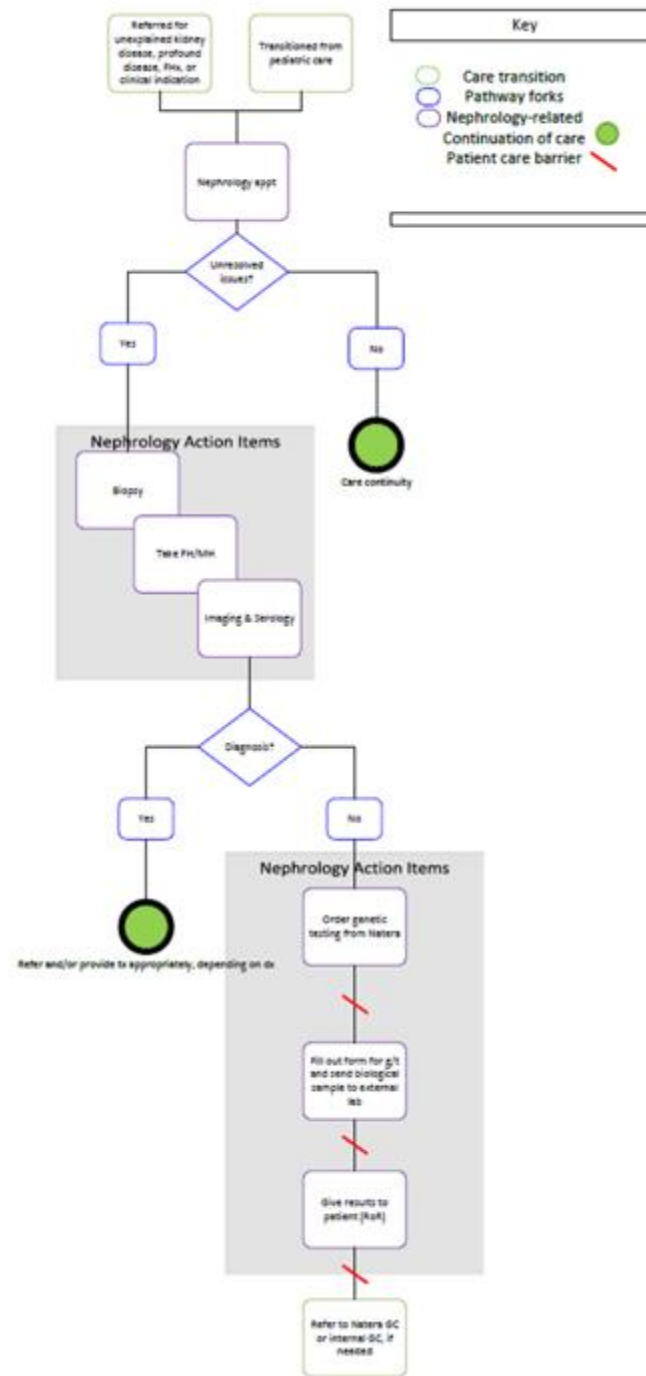 Referred for
unexplained kidney
disease, profound
disease, FHx, or
clinical indication
Transitioned from
pediatric care
Key
Care transition
Pathway forks
Nephrology-related
Continuation of care
Patient care barrier
Nephrology appt
Unresolved
issues?
Yes
No
Care continuity
Nephrology Action Items
Biopsy
Take FH/MH
Imaging & Serology
Diagnosis?
Yes
No
Refer and/or provide tx appropriately, depending on dx
Nephrology Action Items
Order genetic
testing from Natera
Fill out form for g/t
and send biological
sample to external
lab
Give results to
patient (RoR)
Refer to Natera GC
or internal GC, if
needed